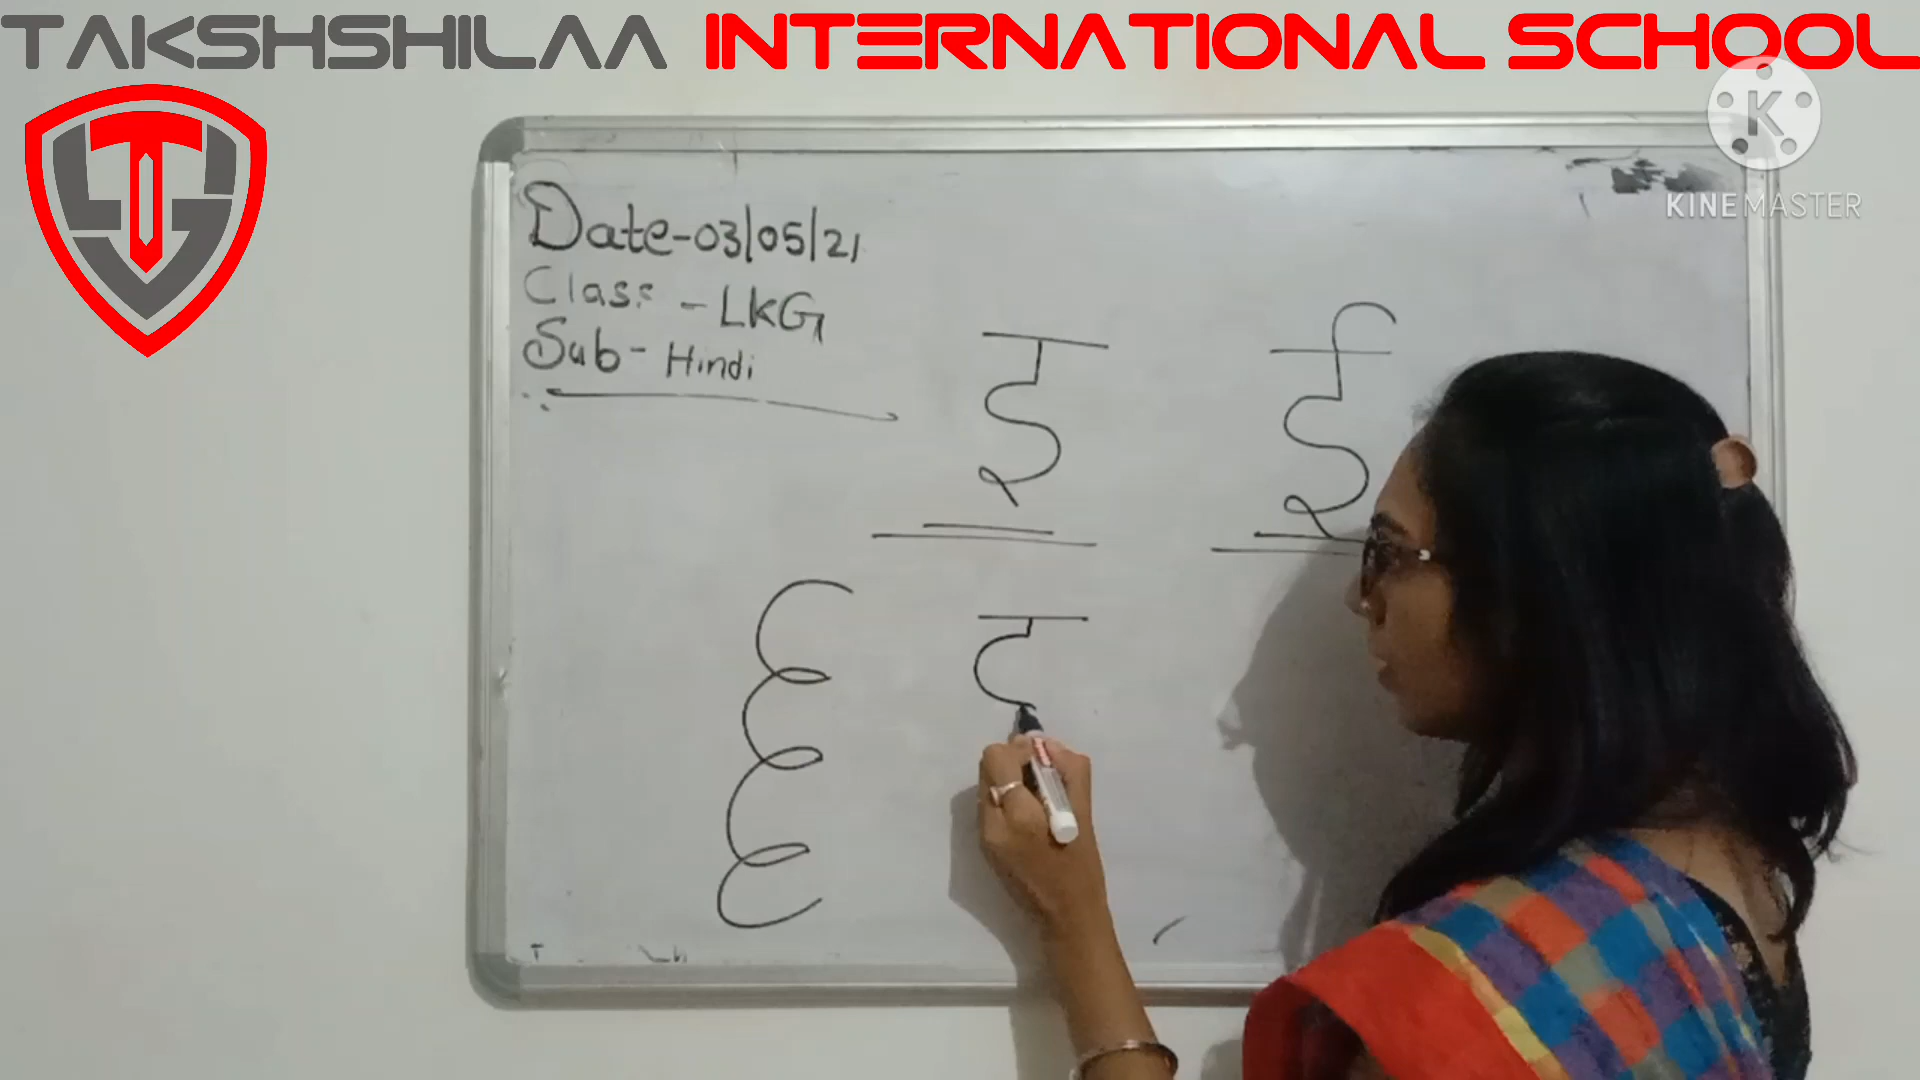 TAKSHSHILAA INTERNATIONAL SCHOOL
K
KINEMASTER
Date-03/05/21
Class - LKG
Sub- Hindi
इ ई